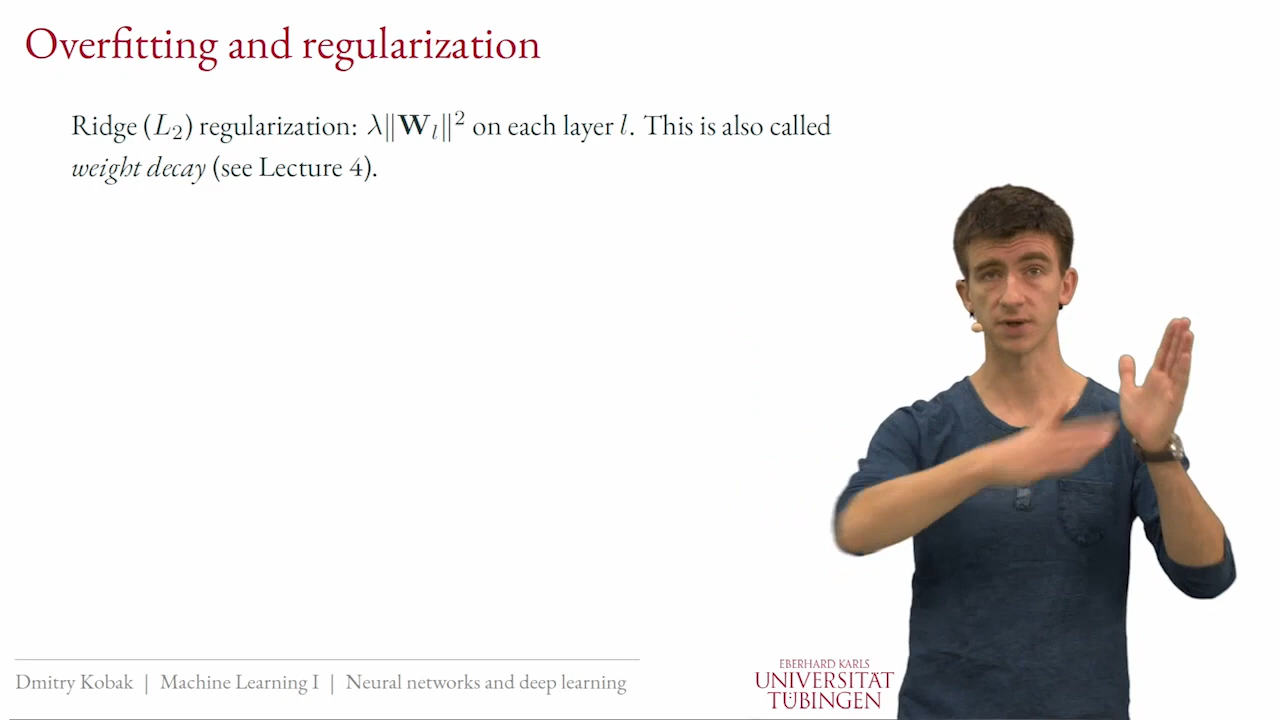 Overfitting and regularization
Ridge (L₂) regularization: λ‖W_l‖² on each layer l. This is also called
weight decay (see Lecture 4).
Dmitry Kobak | Machine Learning I | Neural networks and deep learning
EBERHARD KARLS
UNIVERSITÄT
TÜBINGEN